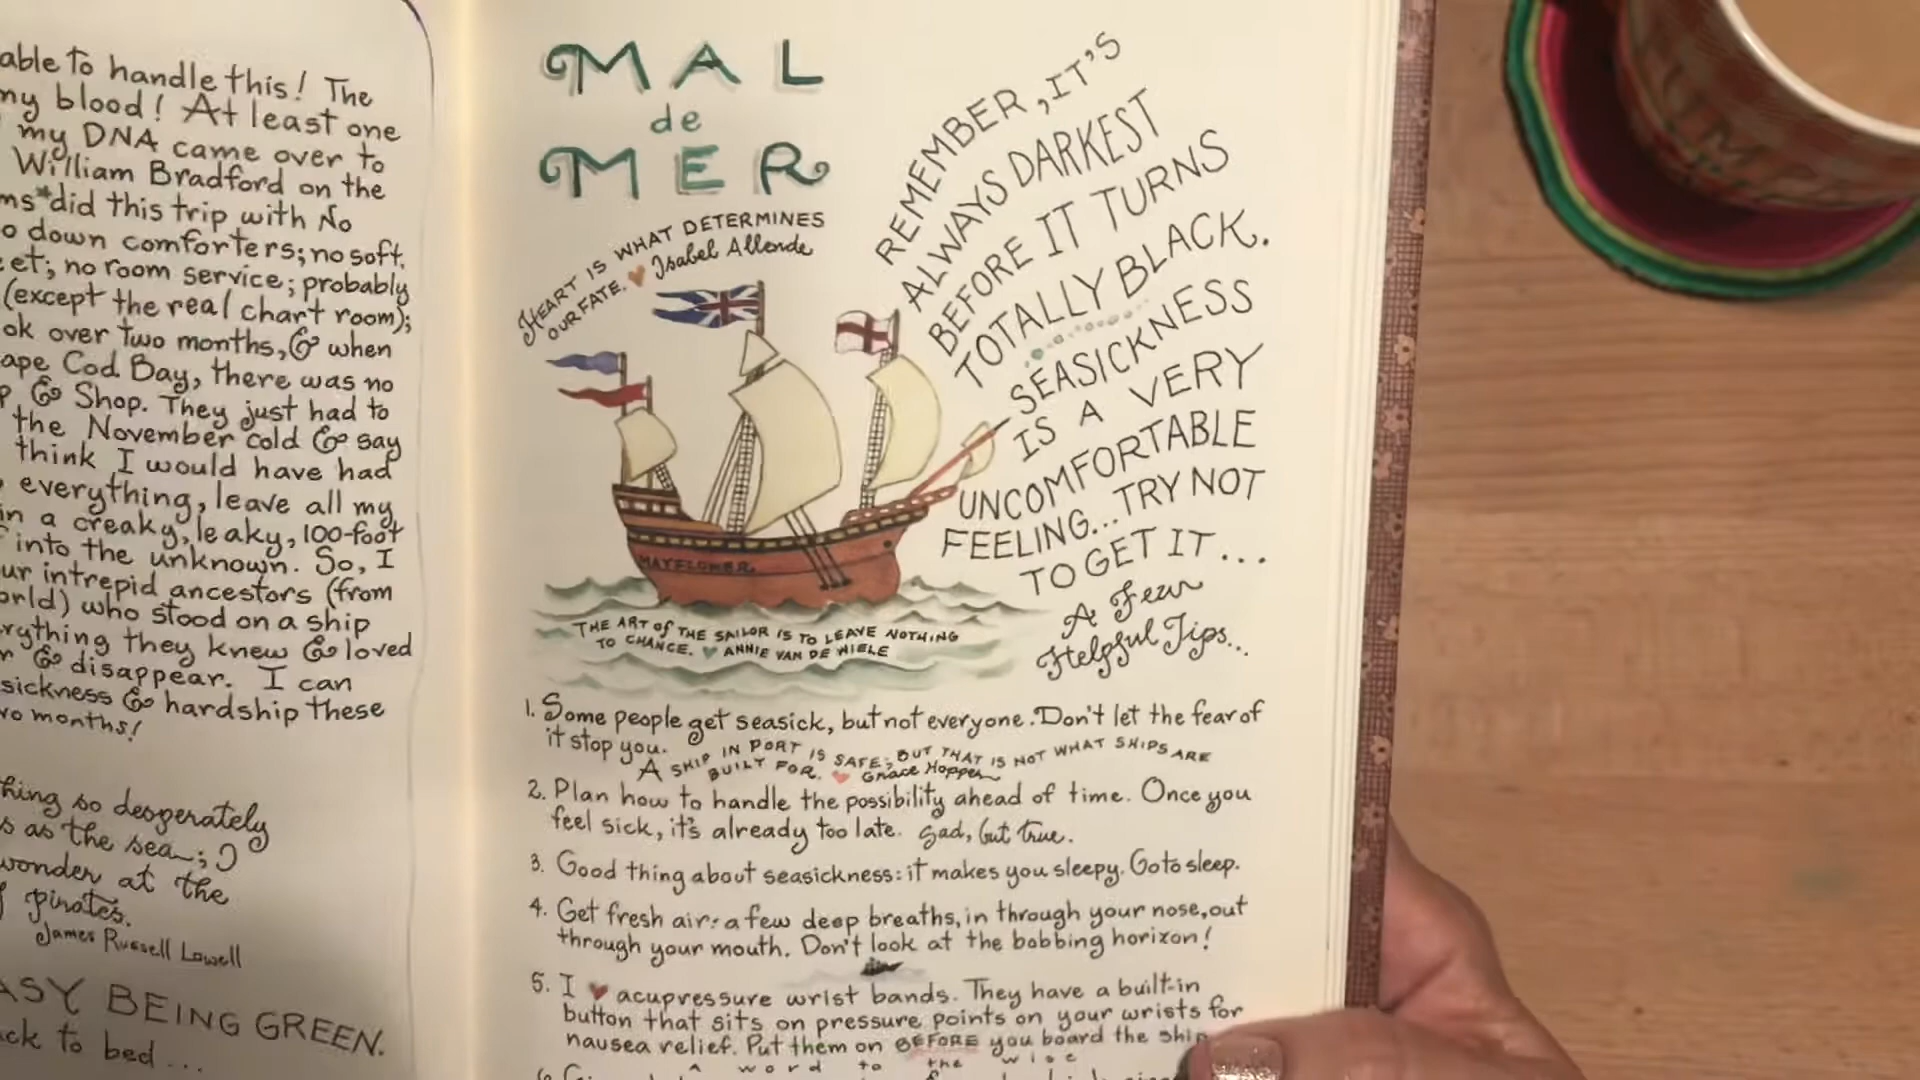 able to handle this! The
my blood! At least one
my DNA came over to
William Bradford on the
ms* did this trip with No
o down comforters; no soft
et; no room service; probably
(except the real chart room);
ok over two months, & when
ape Cod Bay, there was no
p & Shop. They just had to
the November cold & say
think I would have had
everything, leave all my
in a creaky, leaky, 100-foot
into the unknown. So, I
ur intrepid ancestors (from
orld) who stood on a ship
rything they knew & loved
r & disappear. I can
sickness & hardship these
wo months!
hing so desperately
s as the sea; I
wonder at the
pirates.
James Russell Lowell
ASY BEING GREEN.
ck to bed...
MAL
de
MER
HEART IS WHAT DETERMINES
OUR FATE. Isabel Allende
REMEMBER, IT'S
ALWAYS DARKEST
BEFORE IT TURNS
TOTALLY BLACK.
SEASICKNESS
IS A VERY
UNCOMFORTABLE
FEELING... TRY NOT
TO GET IT...
A Few
Helpful Tips...
MAYFLOWER
THE ART of THE SAILOR IS TO LEAVE NOTHING
TO CHANCE. ANNIE VAN DE WIELE
1. Some people get seasick, but not everyone. Don't let the fear of
it stop you.
A SHIP IN PORT IS SAFE; BUT THAT IS NOT WHAT SHIPS ARE
BUILT FOR. Grace Hopper
2. Plan how to handle the possibility ahead of time. Once you
feel sick, it's already too late. Sad, but true.
3. Good thing about seasickness: it makes you sleepy. Go to sleep.
4. Get fresh air: a few deep breaths, in through your nose, out
through your mouth. Don't look at the bobbing horizon!
5. I ♥ acupressure wrist bands. They have a built-in
button that sits on pressure points on your wrists for
nausea relief. Put them on BEFORE you board the ship
A word to the wise